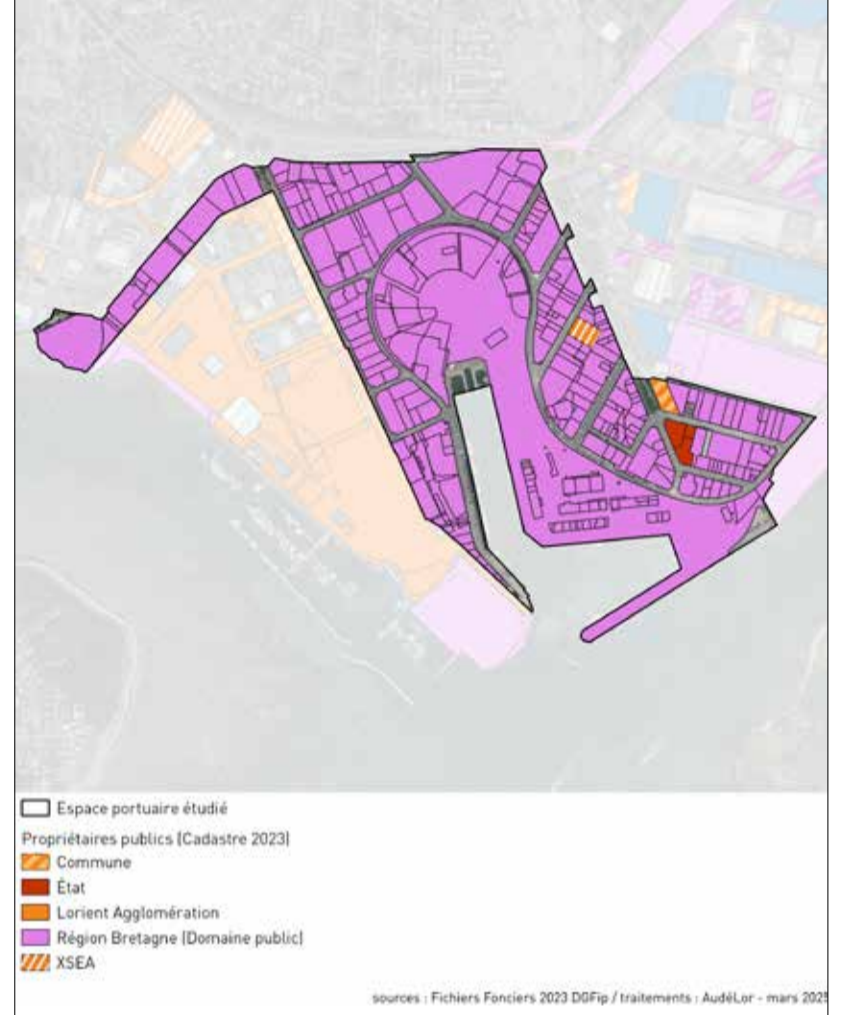 Espace portuaire étudié
Propriétaires publics (Cadastre 2023)
Commune
État
Lorient Agglomération
Région Bretagne (Domaine public)
XSEA
sources : Fichiers Fonciers 2023 DGFip / traitements : AudéLor - mars 2025